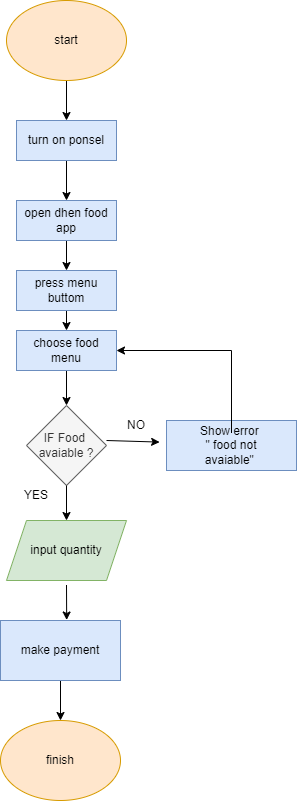 start
turn on ponsel
open dhen food
app
press menu
buttom
choose food
menu
IF Food
avaiable ?
NO
Show error
" food not
avaiable"
YES
input quantity
make payment
finish